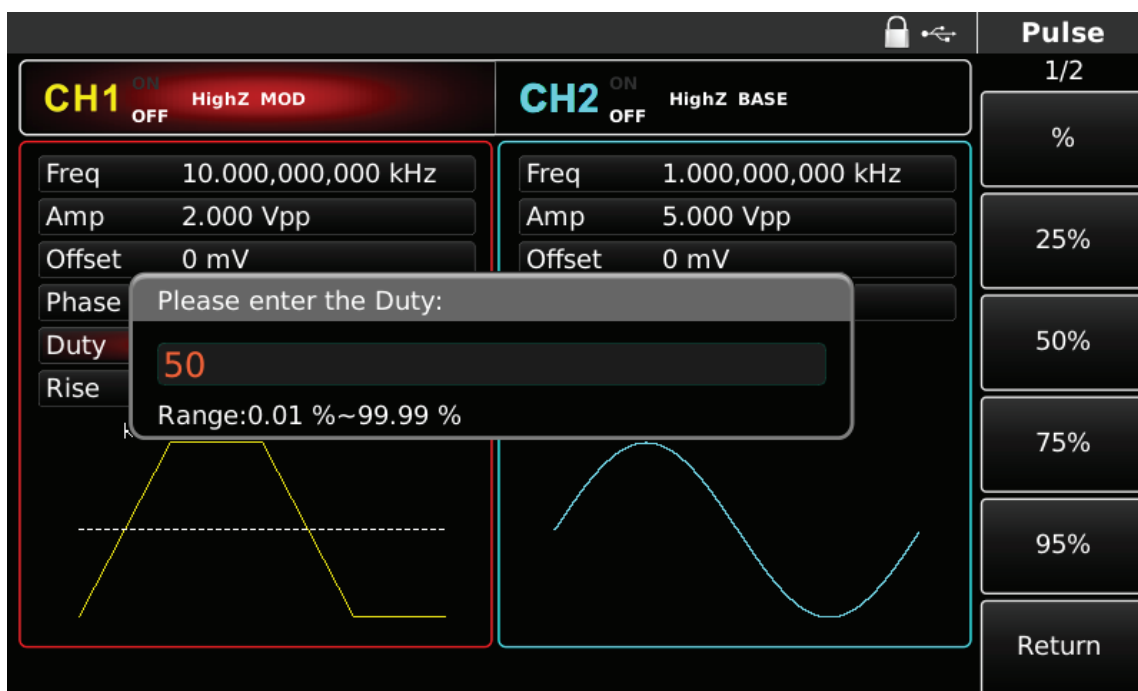 Pulse
1/2
CH1 ON OFF HighZ MOD
CH2 ON OFF HighZ BASE
Freq 10.000,000,000 kHz
Amp 2.000 Vpp
Offset 0 mV
Phase
Duty
Rise
Freq 1.000,000,000 kHz
Amp 5.000 Vpp
Offset 0 mV
Please enter the Duty:
50
Range:0.01 %~99.99 %
%
25%
50%
75%
95%
Return